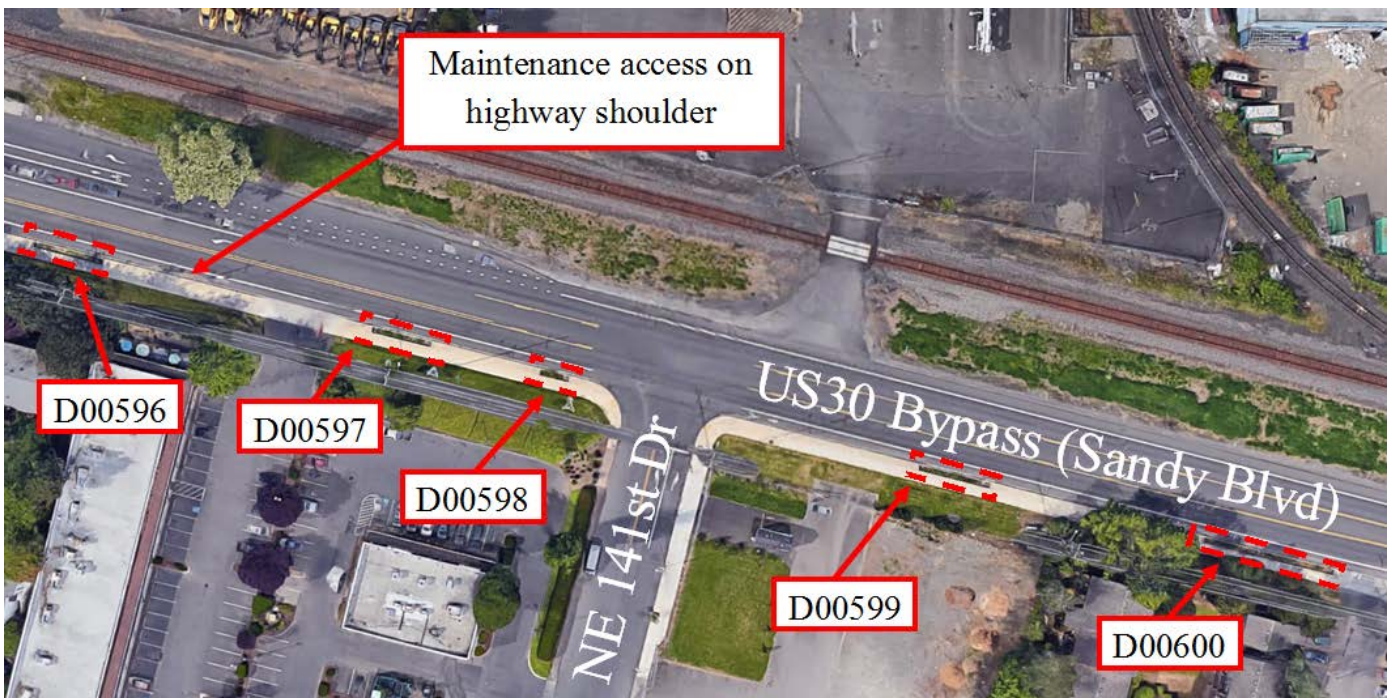 Maintenance access on
highway shoulder
D00596
D00597
D00598
US30 Bypass (Sandy Blvd)
NE 141st Dr
D00599
D00600